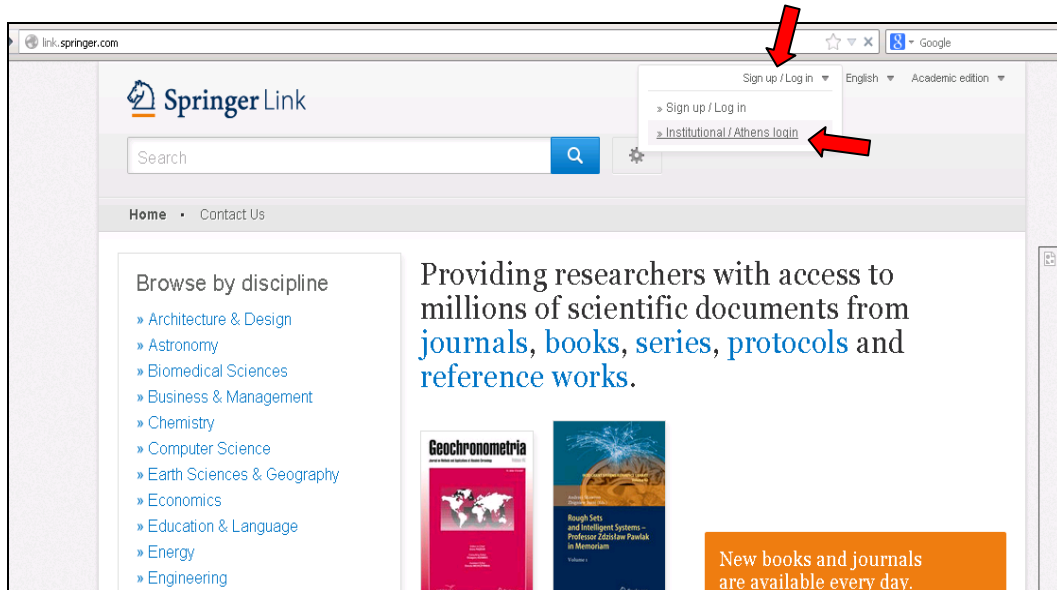 link.springer.com
Google
Sign up / Log in English Academic edition
Springer Link
» Sign up / Log in
» Institutional / Athens login
Search
Home • Contact Us
Browse by discipline
» Architecture & Design
» Astronomy
» Biomedical Sciences
» Business & Management
» Chemistry
» Computer Science
» Earth Sciences & Geography
» Economics
» Education & Language
» Energy
» Engineering
Providing researchers with access to
millions of scientific documents from
journals, books, series, protocols and
reference works.
Geochronometria
Rough Sets
and Intelligent Systems –
Professor Zdzisław Pawlak
in Memoriam
Volume 1
New books and journals
are available every day.